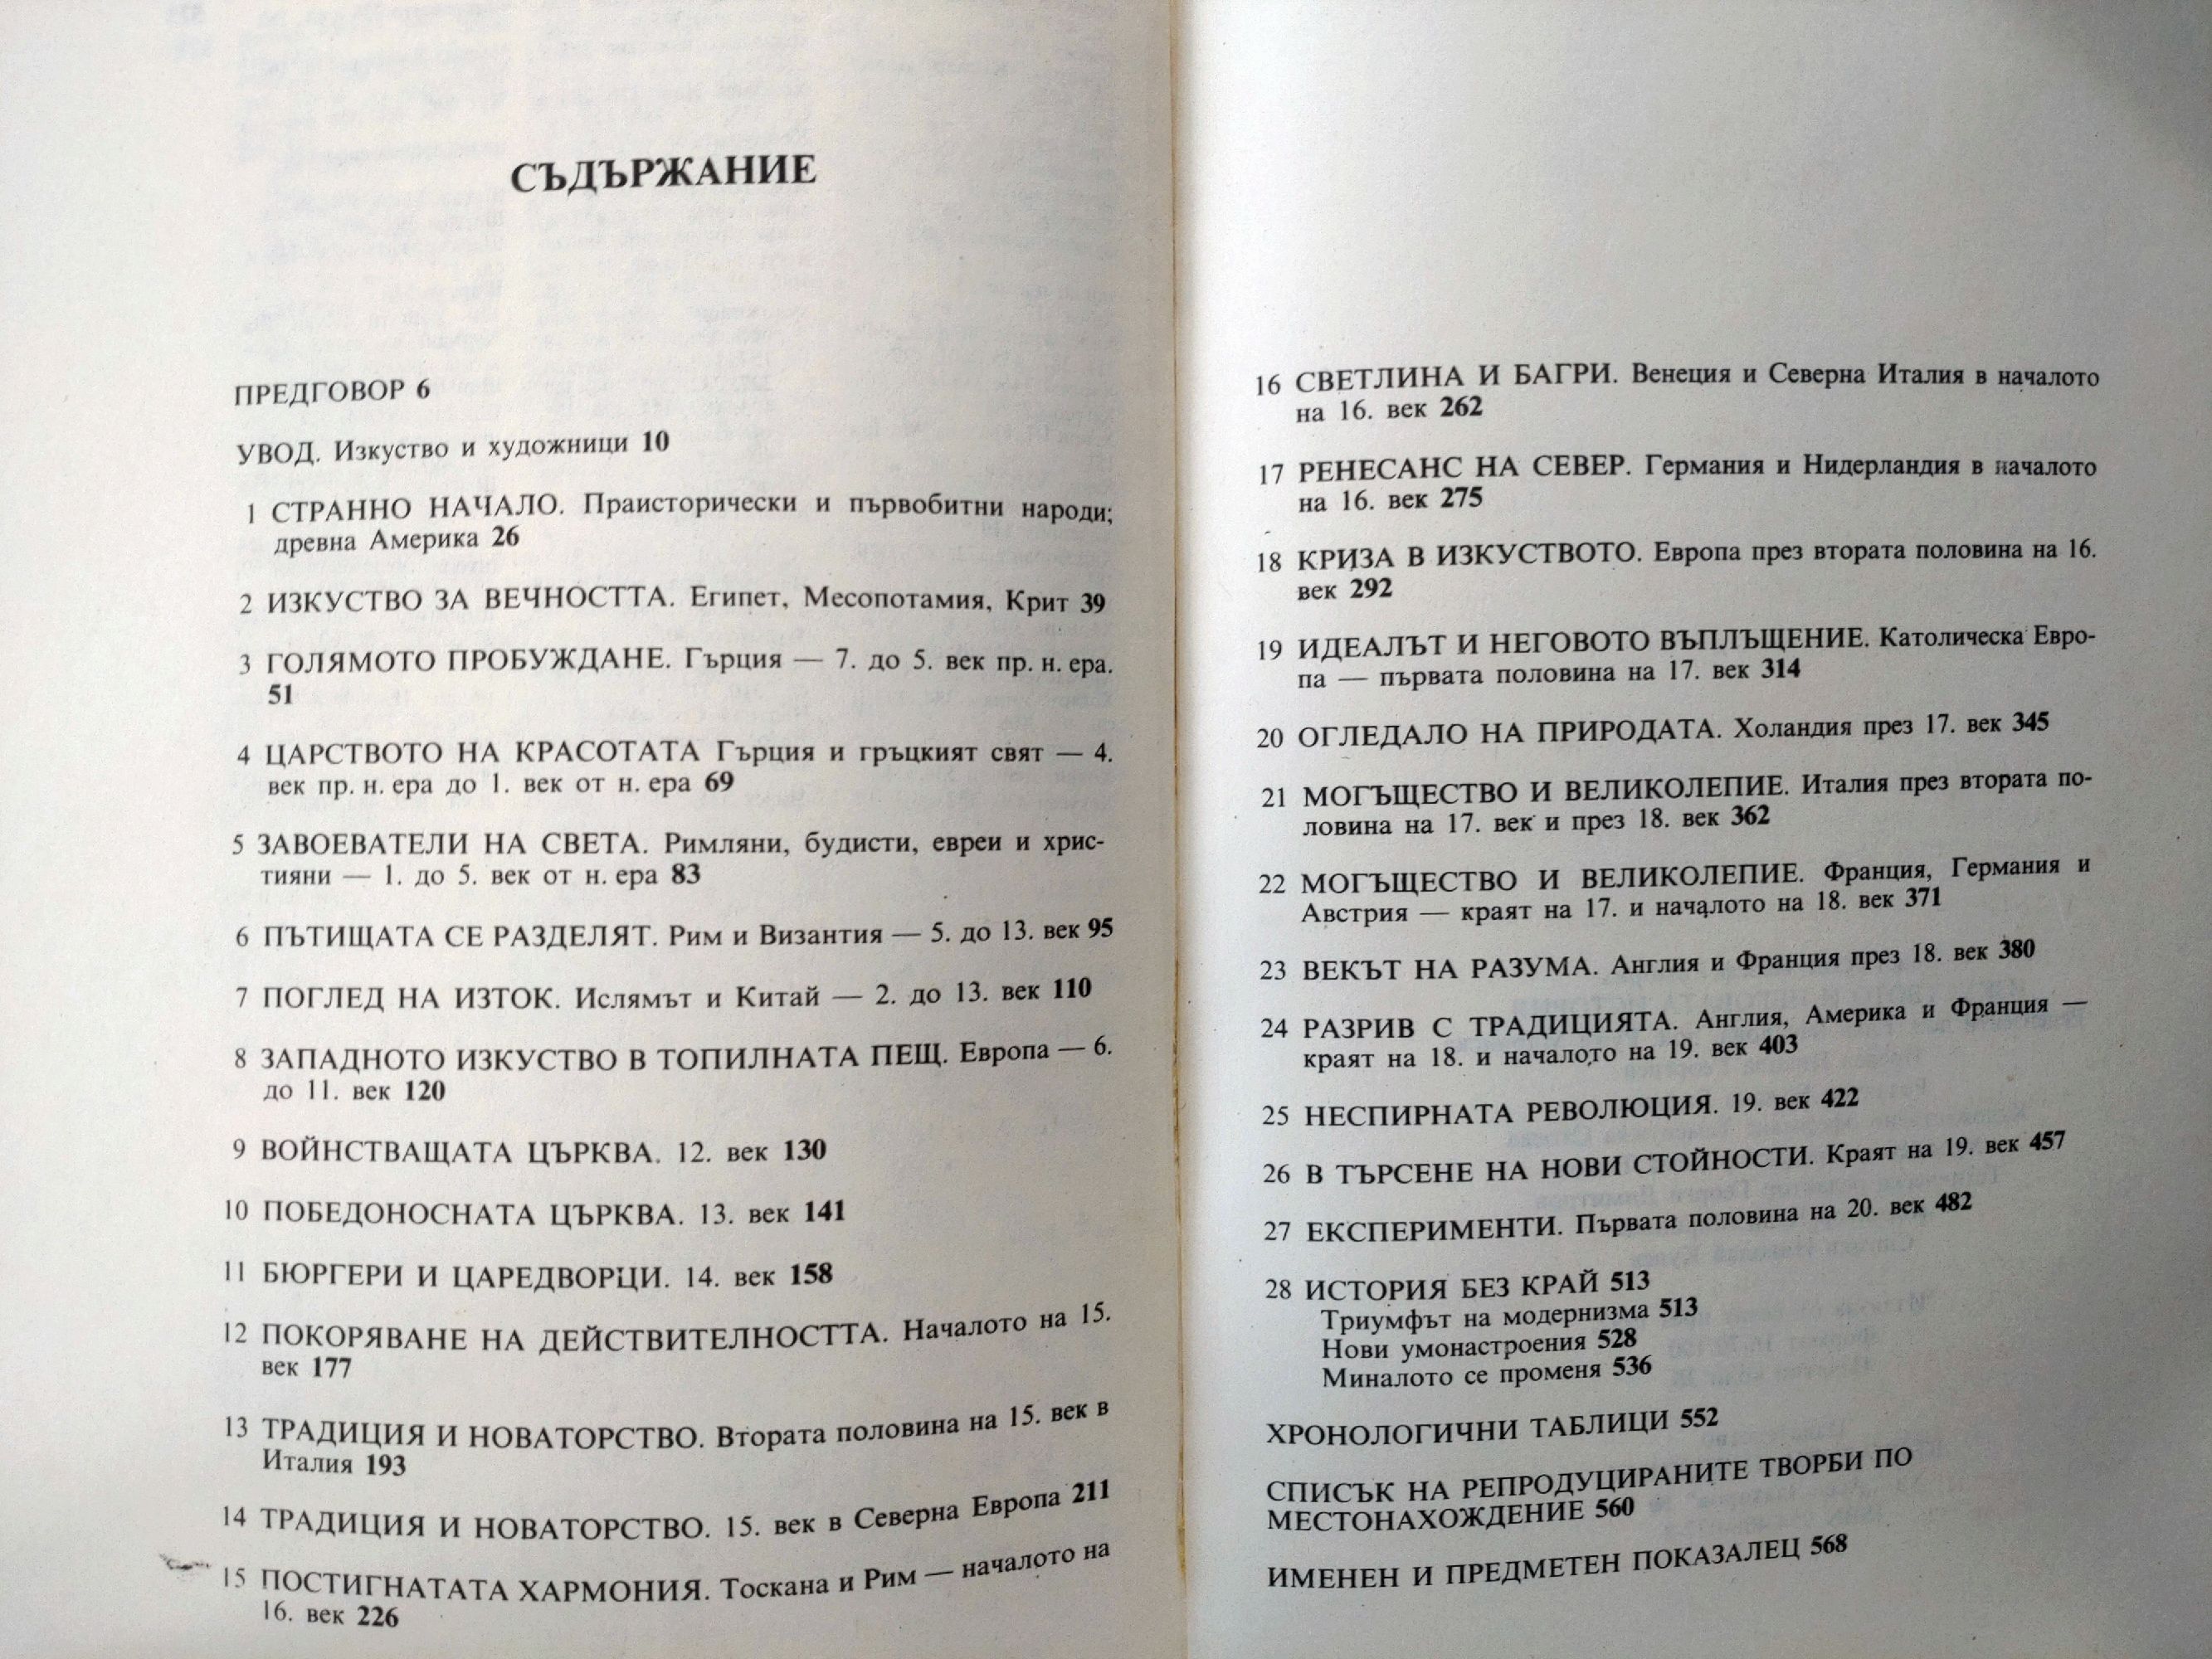 СЪДЪРЖАНИЕ
ПРЕДГОВОР 6
УВОД. Изкуство и художници 10
1 СТРАННО НАЧАЛО. Праисторически и първобитни народи;
древна Америка 26
2 ИЗКУСТВО ЗА ВЕЧНОСТТА. Египет, Месопотамия, Крит 39
3 ГОЛЯМОТО ПРОБУЖДАНЕ. Гърция — 7. до 5. век пр. н. ера.
51
4 ЦАРСТВОТО НА КРАСОТАТА Гърция и гръцкият свят — 4.
век пр. н. ера до 1. век от н. ера 69
5 ЗАВОЕВАТЕЛИ НА СВЕТА. Римляни, будисти, евреи и хрис-
тияни — 1. до 5. век от н. ера 83
6 ПЪТИЩАТА СЕ РАЗДЕЛЯТ. Рим и Византия — 5. до 13. век 95
7 ПОГЛЕД НА ИЗТОК. Ислямът и Китай — 2. до 13. век 110
8 ЗАПАДНОТО ИЗКУСТВО В ТОПИЛНАТА ПЕЩ. Европа — 6.
до 11. век 120
9 ВОЙНСТВАЩАТА ЦЪРКВА. 12. век 130
10 ПОБЕДОНОСНАТА ЦЪРКВА. 13. век 141
11 БЮРГЕРИ И ЦАРЕДВОРЦИ. 14. век 158
12 ПОКОРЯВАНЕ НА ДЕЙСТВИТЕЛНОСТТА. Началото на 15.
век 177
13 ТРАДИЦИЯ И НОВАТОРСТВО. Втората половина на 15. век в
Италия 193
14 ТРАДИЦИЯ И НОВАТОРСТВО. 15. век в Северна Европа 211
15 ПОСТИГНАТАТА ХАРМОНИЯ. Тоскана и Рим — началото на
16. век 226
16 СВЕТЛИНА И БАГРИ. Венеция и Северна Италия в началото
на 16. век 262
17 РЕНЕСАНС НА СЕВЕР. Германия и Нидерландия в началото
на 16. век 275
18 КРИЗА В ИЗКУСТВОТО. Европа през втората половина на 16.
век 292
19 ИДЕАЛЪТ И НЕГОВОТО ВЪПЛЪЩЕНИЕ. Католическа Евро-
па — първата половина на 17. век 314
20 ОГЛЕДАЛО НА ПРИРОДАТА. Холандия през 17. век 345
21 МОГЪЩЕСТВО И ВЕЛИКОЛЕПИЕ. Италия през втората по-
ловина на 17. век и през 18. век 362
22 МОГЪЩЕСТВО И ВЕЛИКОЛЕПИЕ. Франция, Германия и
Австрия — краят на 17. и началото на 18. век 371
23 ВЕКЪТ НА РАЗУМА. Англия и Франция през 18. век 380
24 РАЗРИВ С ТРАДИЦИЯТА. Англия, Америка и Франция —
краят на 18. и началото на 19. век 403
25 НЕСПИРНАТА РЕВОЛЮЦИЯ. 19. век 422
26 В ТЪРСЕНЕ НА НОВИ СТОЙНОСТИ. Краят на 19. век 457
27 ЕКСПЕРИМЕНТИ. Първата половина на 20. век 482
28 ИСТОРИЯ БЕЗ КРАЙ 513
Триумфът на модернизма 513
Нови умонастроения 528
Миналото се променя 536
ХРОНОЛОГИЧНИ ТАБЛИЦИ 552
СПИСЪК НА РЕПРОДУЦИРАНИТЕ ТВОРБИ ПО
МЕСТОНАХОЖДЕНИЕ 560
ИМЕНЕН И ПРЕДМЕТЕН ПОКАЗАЛЕЦ 568